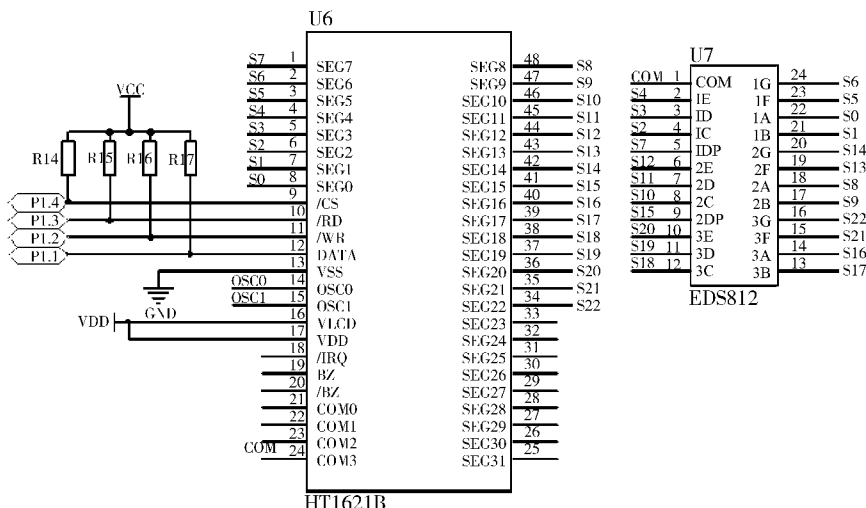 U6
S7 1 SEG7 SEG8 48 S8
S6 2 SEG6 SEG9 47 S9
S5 3 SEG5 SEG10 46 S10
S4 4 SEG4 SEG11 45 S11
S3 5 SEG3 SEG12 44 S12
S2 6 SEG2 SEG13 43 S13
S1 7 SEG1 SEG14 42 S14
S0 8 SEG0 SEG15 41 S15
9 /CS SEG16 40 S16
10 /RD SEG17 39 S17
11 /WR SEG18 38 S18
12 DATA SEG19 37 S19
13 VSS SEG20 36 S20
OSC0 14 OSC0 SEG21 35 S21
OSC1 15 OSC1 SEG22 34 S22
16 VLCD SEG23 33
17 VDD SEG24 32
18 /IRQ SEG25 31
19 BZ SEG26 30
20 /BZ SEG27 29
21 COM0 SEG28 28
22 COM1 SEG29 27
23 COM2 SEG30 26
COM 24 COM3 SEG31 25
HT1621B
VCC
R14 R15 R16 R17
P1.4
P1.3
P1.2
P1.1
GND
VDD
U7
COM 1 COM 1G 24 S6
S4 2 1E 1F 23 S5
S3 3 ID 1A 22 S0
S2 4 IC 1B 21 S1
S7 5 IDP 2G 20 S14
S12 6 2E 2F 19 S13
S11 7 2D 2A 18 S8
S10 8 2C 2B 17 S9
S15 9 2DP 3G 16 S22
S20 10 3E 3F 15 S21
S19 11 3D 3A 14 S16
S18 12 3C 3B 13 S17
EDS812